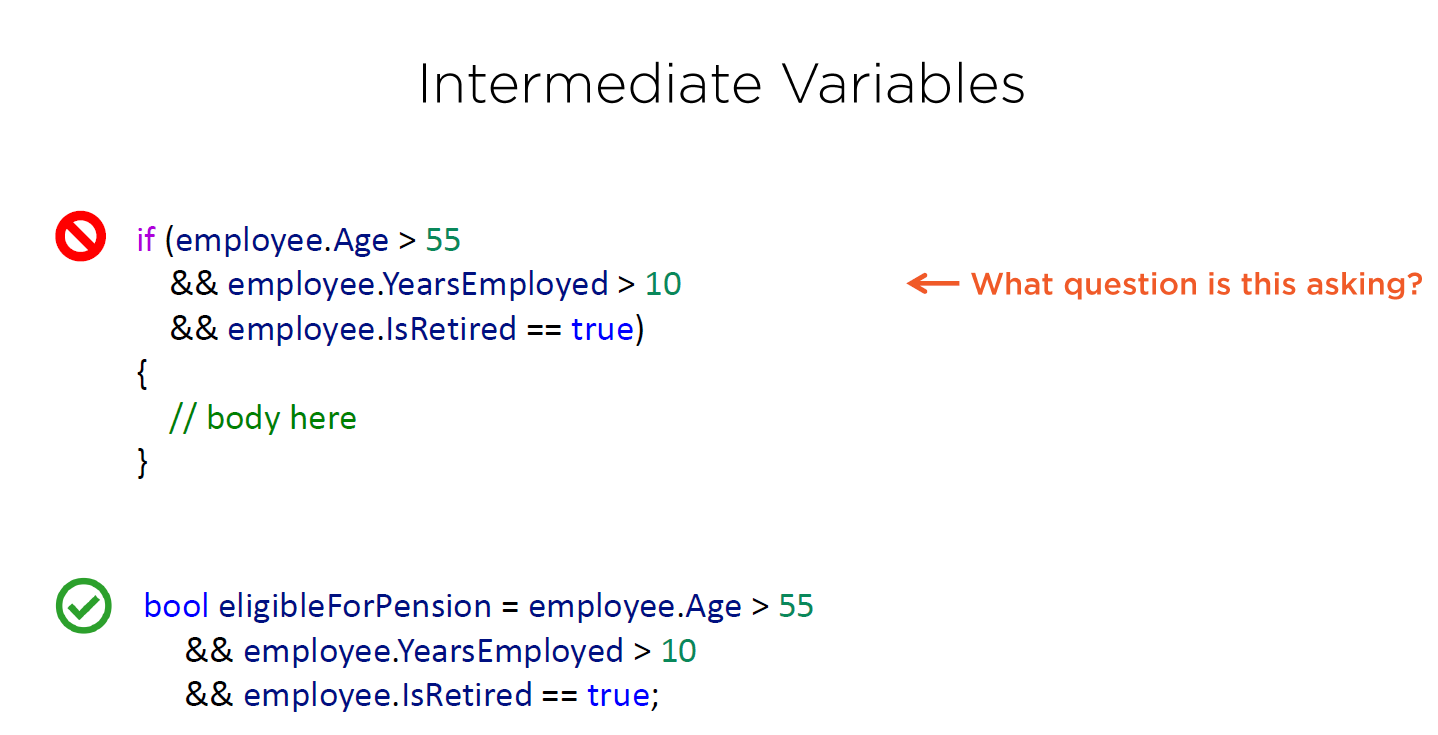 Intermediate Variables
if (employee.Age > 55
&& employee.YearsEmployed > 10
What question is this asking?
&& employee.IsRetired == true)
{
// body here
}
bool eligibleForPension = employee.Age > 55
&& employee.YearsEmployed > 10
&& employee.IsRetired == true;